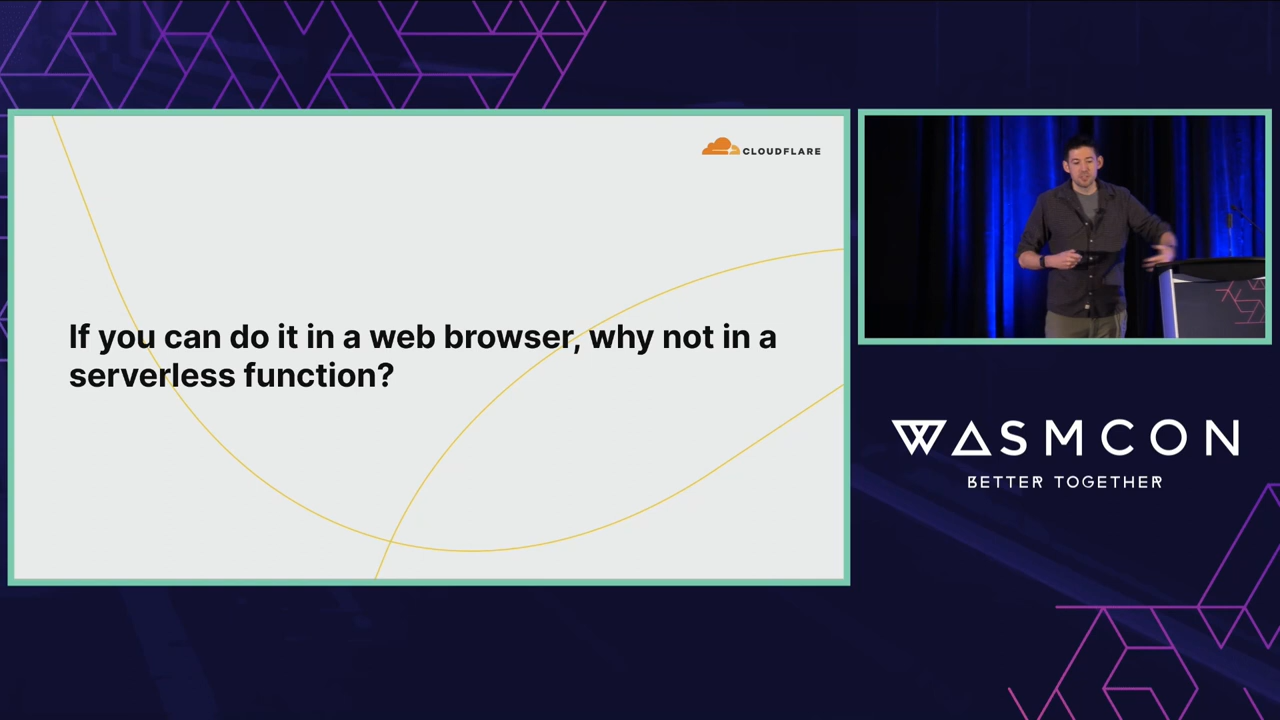 CLOUDFLARE
If you can do it in a web browser, why not in a
serverless function?
WASMCON
BETTER TOGETHER